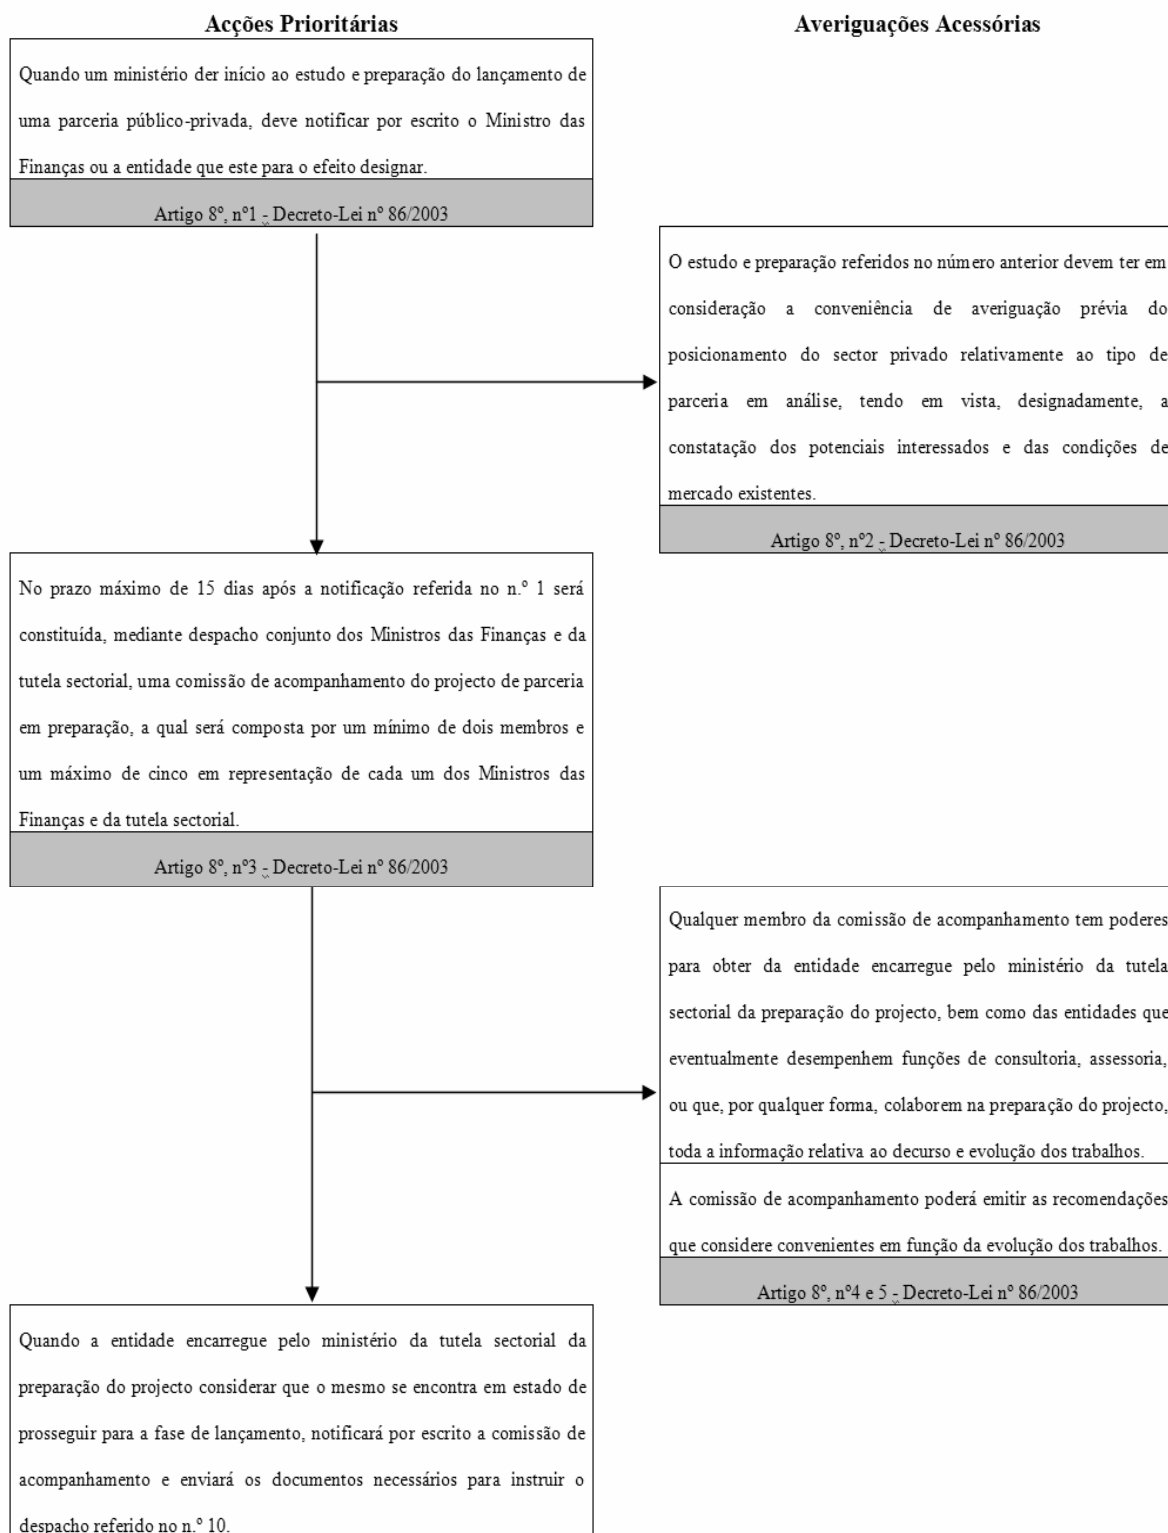 Acções Prioritárias
Averiguações Acessórias
Quando um ministério der início ao estudo e preparação do lançamento de
uma parceria público-privada, deve notificar por escrito o Ministro das
Finanças ou a entidade que este para o efeito designar.
Artigo 8º, nº1 - Decreto-Lei nº 86/2003
O estudo e preparação referidos no número anterior devem ter em
consideração a conveniência de averiguação prévia do
posicionamento do sector privado relativamente ao tipo de
parceria em análise, tendo em vista, designadamente, a
constatação dos potenciais interessados e das condições de
mercado existentes.
Artigo 8º, nº2 - Decreto-Lei nº 86/2003
No prazo máximo de 15 dias após a notificação referida no n.º 1 será
constituída, mediante despacho conjunto dos Ministros das Finanças e da
tutela sectorial, uma comissão de acompanhamento do projecto de parceria
em preparação, a qual será composta por um mínimo de dois membros e
um máximo de cinco em representação de cada um dos Ministros das
Finanças e da tutela sectorial.
Artigo 8º, nº3 - Decreto-Lei nº 86/2003
Qualquer membro da comissão de acompanhamento tem poderes
para obter da entidade encarregue pelo ministério da tutela
sectorial da preparação do projecto, bem como das entidades que
eventualmente desempenhem funções de consultoria, assessoria,
ou que, por qualquer forma, colaborem na preparação do projecto,
toda a informação relativa ao decurso e evolução dos trabalhos.
A comissão de acompanhamento poderá emitir as recomendações
que considere convenientes em função da evolução dos trabalhos.
Artigo 8º, nº4 e 5 - Decreto-Lei nº 86/2003
Quando a entidade encarregue pelo ministério da tutela sectorial da
preparação do projecto considerar que o mesmo se encontra em estado de
prosseguir para a fase de lançamento, notificará por escrito a comissão de
acompanhamento e enviará os documentos necessários para instruir o
despacho referido no n.º 10.